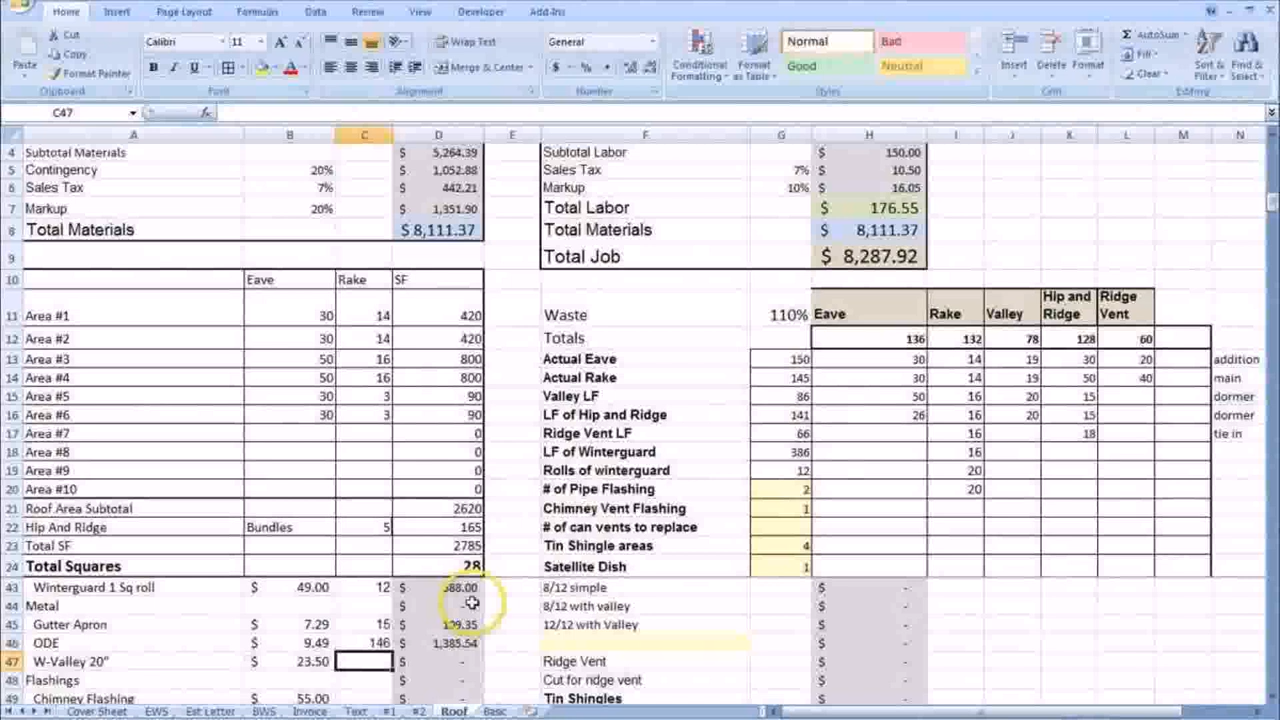 Home Insert Page Layout Formulas Data Review View Developer Add-Ins
Cut
Copy
Format Painter
Paste
Clipboard
Calibri 11
B I U
Font
Wrap Text
Merge & Center
Alignment
General
$ % ,
Number
Conditional Formatting
Format as Table
Normal Bad
Good Neutral
Styles
Insert Delete Format
Cells
AutoSum
Fill
Clear
Sort & Filter
Find & Select
Editing
C47 fx
A B C D E F G H I J K L M N
4 Subtotal Materials $ 5,264.39 Subtotal Labor $ 150.00
5 Contingency 20% $ 1,052.88 Sales Tax 7% $ 10.50
6 Sales Tax 7% $ 442.21 Markup 10% $ 16.05
7 Markup 20% $ 1,351.90 Total Labor $ 176.55
8 Total Materials $ 8,111.37 Total Materials $ 8,111.37
9 Total Job $ 8,287.92
10 Eave Rake SF
11 Area #1 30 14 420 Waste 110% Eave Rake Valley Hip and Ridge Ridge Vent
12 Area #2 30 14 420 Totals 136 132 78 128 60
13 Area #3 50 16 800 Actual Eave 150 30 14 19 30 20 addition
14 Area #4 50 16 800 Actual Rake 145 30 14 19 50 40 main
15 Area #5 30 3 90 Valley LF 86 50 16 20 15 dormer
16 Area #6 30 3 90 LF of Hip and Ridge 141 26 16 20 15 dormer
17 Area #7 0 Ridge Vent LF 66 16 18 tie in
18 Area #8 0 LF of Winterguard 386 16
19 Area #9 0 Rolls of winterguard 12 20
20 Area #10 0 # of Pipe Flashing 2 20
21 Roof Area Subtotal 2620 Chimney Vent Flashing 1
22 Hip And Ridge Bundles 5 165 # of can vents to replace
23 Total SF 2785 Tin Shingle areas 4
24 Total Squares 28 Satellite Dish 1
43 Winterguard 1 Sq roll $ 49.00 12 $ 588.00 8/12 simple $ -
44 Metal $ - 8/12 with valley $ -
45 Gutter Apron $ 7.29 15 $ 109.35 12/12 with Valley $ -
46 ODE $ 9.49 146 $ 1,385.54
47 W-Valley 20" $ 23.50 $ - Ridge Vent $ -
48 Flashings $ - Cut for ridge vent $ -
49 Chimney Flashing $ 55.00 $ - Tin Shingles $ -
Cover Sheet EWS Est Letter BWS Invoice Text #1 #2 Roof Basic